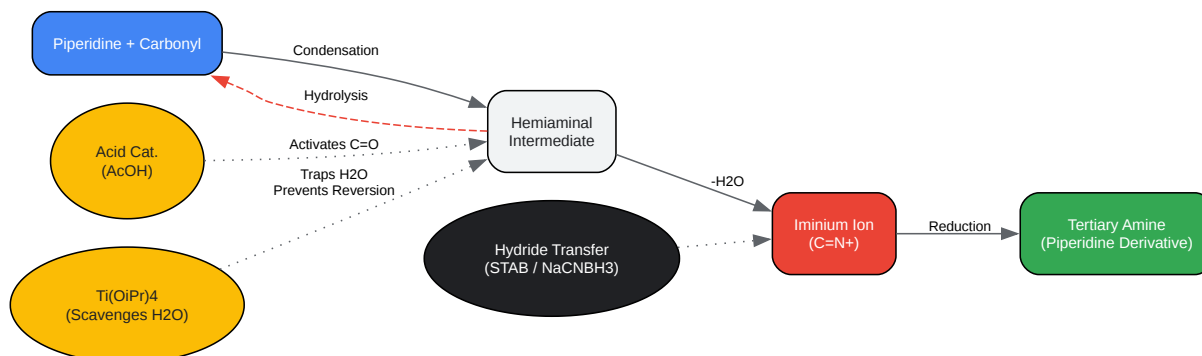 Piperidine + Carbonyl
Condensation
Hydrolysis
Acid Cat.
(AcOH)
Activates C=O
Traps H2O
Prevents Reversion
Hemiaminal
Intermediate
-H2O
Ti(OiPr)4
(Scavenges H2O)
Hydride Transfer
(STAB / NaCNBH3)
Iminium Ion
(C=N+)
Reduction
Tertiary Amine
(Piperidine Derivative)